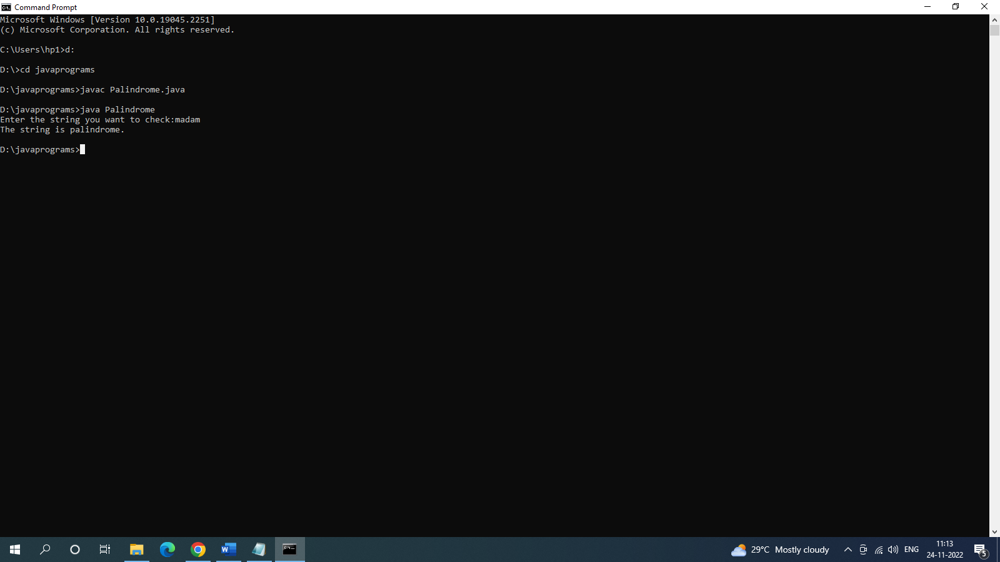 Command Prompt
Microsoft Windows [Version 10.0.19045.2251]
(c) Microsoft Corporation. All rights reserved.
C:\Users\hp1>d:
D:\>cd javaprograms
D:\javaprograms>javac Palindrome.java
D:\javaprograms>java Palindrome
Enter the string you want to check:madam
The string is palindrome.
D:\javaprograms>
29°C Mostly cloudy
ENG
11:13
24-11-2022
5